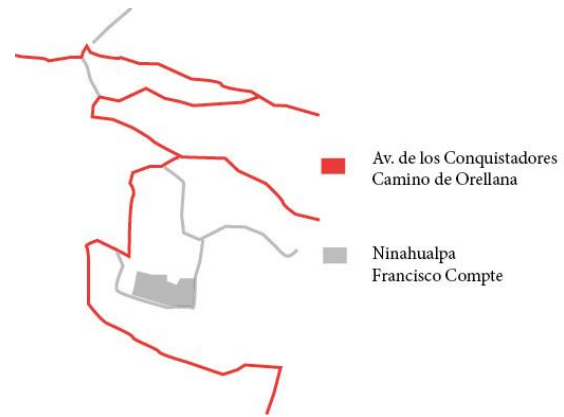 Av. de los Conquistadores
Camino de Orellana
Ninahualpa
Francisco Compte